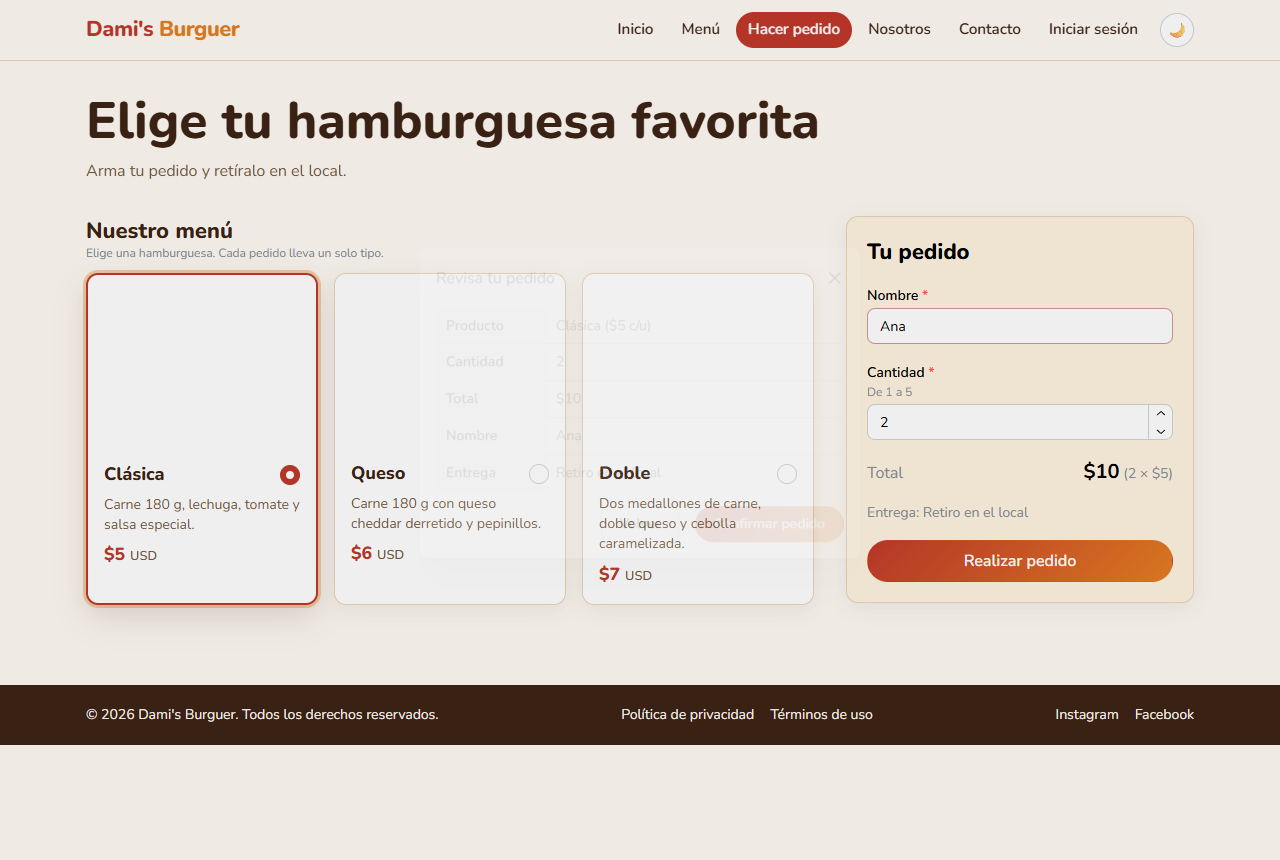 Dami's Burguer
Inicio Menú Hacer pedido Nosotros Contacto Iniciar sesión
Elige tu hamburguesa favorita
Arma tu pedido y retíralo en el local.
Nuestro menú
Elige una hamburguesa. Cada pedido lleva un solo tipo.
Clásica
Carne 180 g, lechuga, tomate y
salsa especial.
$5 USD
Queso
Carne 180 g con queso
cheddar derretido y pepinillos.
$6 USD
Doble
Dos medallones de carne,
doble queso y cebolla
caramelizada.
$7 USD
Revisa tu pedido
Producto Clásica ($5 c/u)
Cantidad 2
Total $10
Nombre Ana
Entrega Retiro
pedido
Tu pedido
Nombre *
Ana
Cantidad *
De 1 a 5
2
Total $10 (2 × $5)
Entrega: Retiro en el local
Realizar pedido
© 2026 Dami's Burguer. Todos los derechos reservados.
Política de privacidad Términos de uso
Instagram Facebook